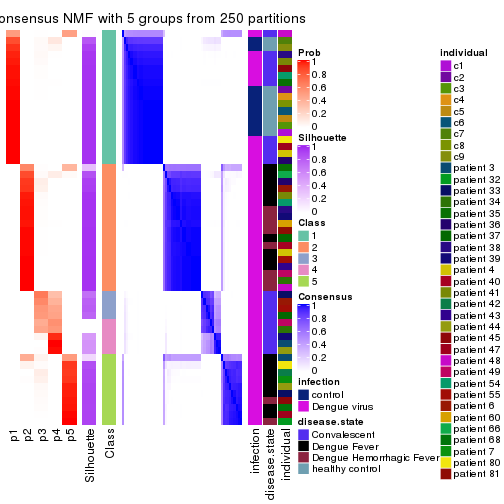 onsensus NMF with 5 groups from 250 partitions
p1
p2
p3
p4
p5
Silhouette
Class
infection
disease.state
individual
Prob
1
0.8
0.6
0.4
0.2
0
Silhouette
1
0.8
0.6
0.4
0.2
0
Class
1
2
3
4
5
Consensus
1
0.8
0.6
0.4
0.2
0
infection
control
Dengue virus
disease.state
Convalescent
Dengue Fever
Dengue Hemorrhagic Fever
healthy control
individual
c1
c2
c3
c4
c5
c6
c7
c8
c9
patient 3
patient 32
patient 33
patient 34
patient 35
patient 36
patient 37
patient 38
patient 39
patient 4
patient 40
patient 41
patient 42
patient 43
patient 44
patient 45
patient 47
patient 48
patient 49
patient 54
patient 55
patient 6
patient 60
patient 66
patient 68
patient 7
patient 80
patient 81